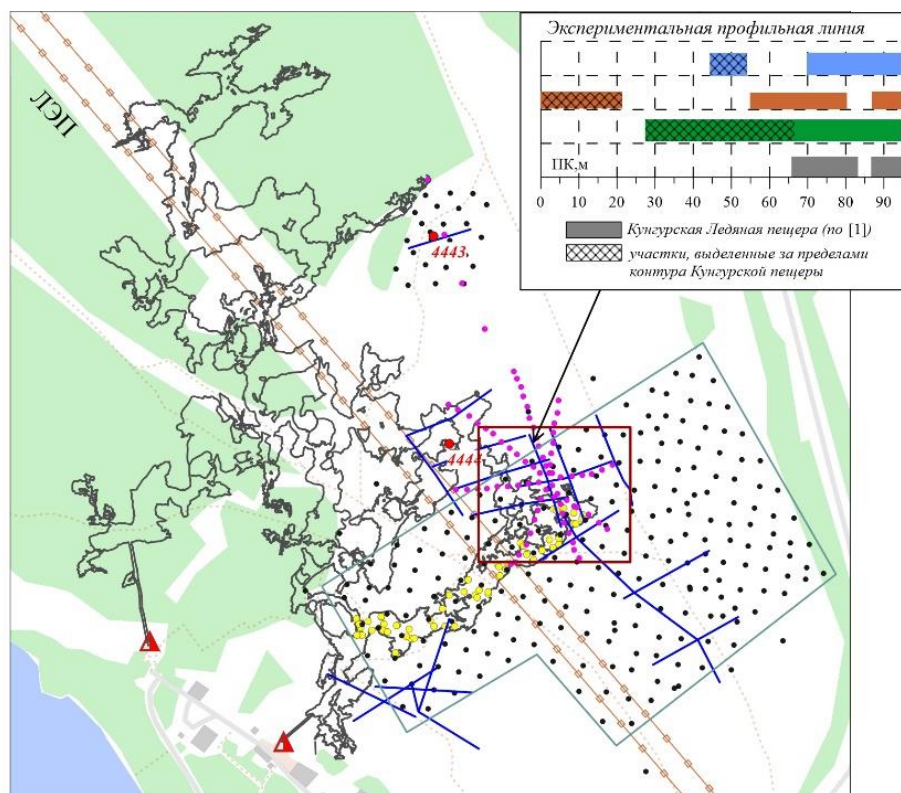 Экспериментальная профильная линия
ПК,м
0 10 20 30 40 50 60 70 80 90
Кунгурская Ледяная пещера (по [1])
участки, выделенные за пределами
контура Кунгурской пещеры
ЛЭП
4443
4444